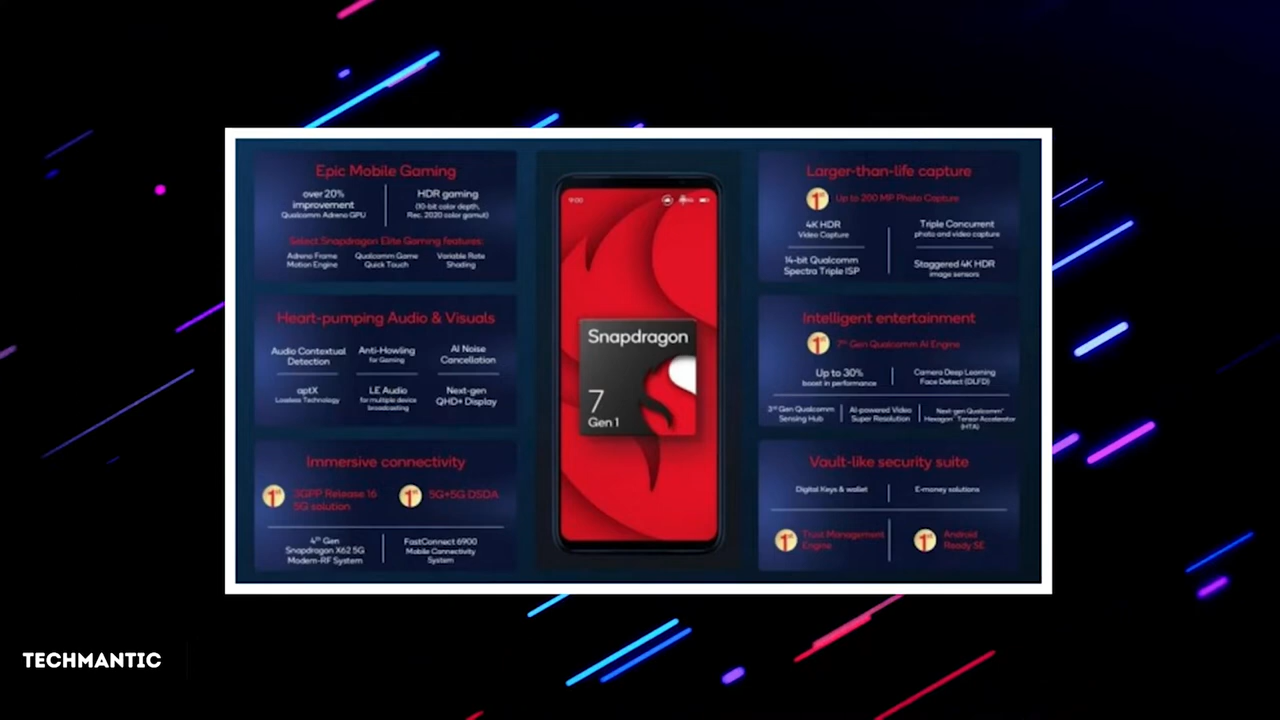 Epic Mobile Gaming
over 20%
improvement
Qualcomm Adreno GPU
HDR gaming
(10-bit color depth,
Rec. 2020 color gamut)
Select Snapdragon Elite Gaming features:
Adreno Frame
Motion Engine
Qualcomm Game
Quick Touch
Variable Rate
Shading
Heart-pumping Audio & Visuals
Audio Contextual
Detection
Anti-Howling
for Gaming
AI Noise
Cancellation
aptX
Lossless Technology
LE Audio
for multiple device
broadcasting
Next-gen
QHD+ Display
Immersive connectivity
1st
3GPP Release 16
5G solution
1st
5G+5G DSDA
4th Gen
Snapdragon X62 5G
Modem-RF System
FastConnect 6900
Mobile Connectivity
System
9:00
Snapdragon
7
Gen 1
Larger-than-life capture
1st
Up to 200 MP Photo Capture
4K HDR
Video Capture
Triple Concurrent
photo and video capture
14-bit Qualcomm
Spectra Triple ISP
Staggered 4K HDR
image sensors
Intelligent entertainment
1st
7th Gen Qualcomm AI Engine
Up to 30%
boost in performance
Camera Deep Learning
Face Detect (DLFD)
3rd Gen Qualcomm
Sensing Hub
AI-powered Video
Super Resolution
Next-gen Qualcomm®
Hexagon™ Tensor Accelerator
(HTA)
Vault-like security suite
Digital Keys & wallet
E-money solutions
1st
Trust Management
Engine
1st
Android
Ready SE
TECHMANTIC